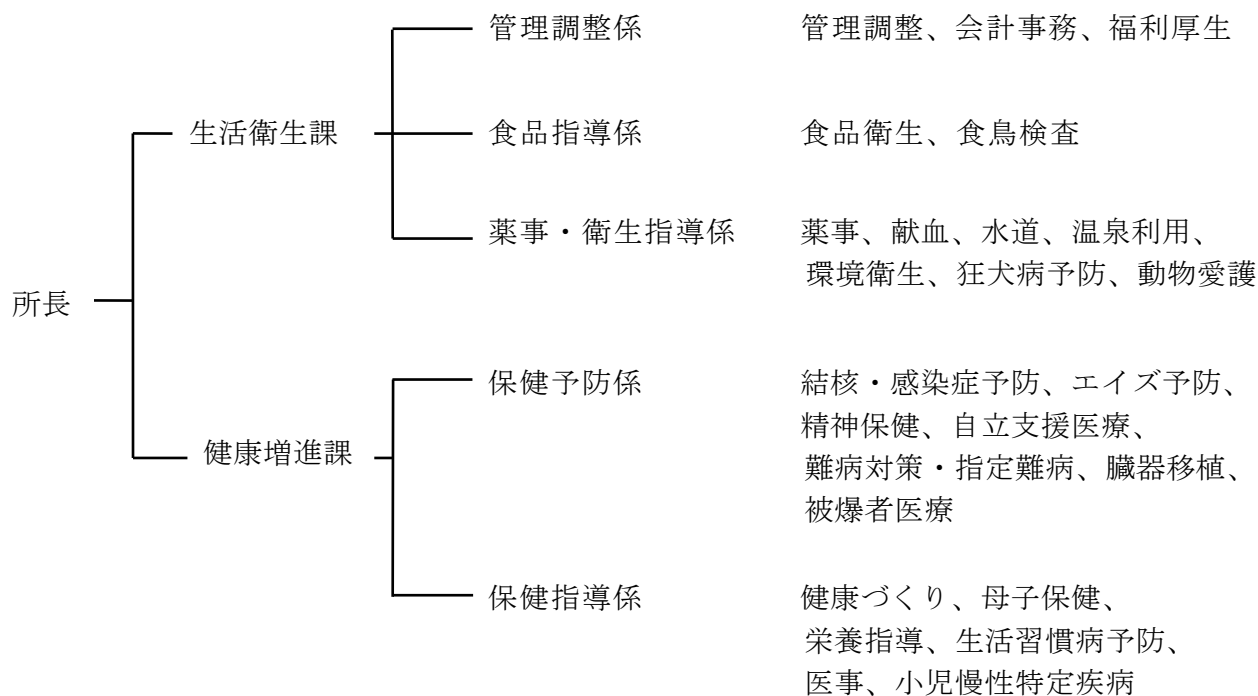 管理調整係 管理調整、会計事務、福利厚生
生活衛生課 食品指導係 食品衛生、食鳥検査
薬事・衛生指導係 薬事、献血、水道、温泉利用、
環境衛生、狂犬病予防、動物愛護
所長
保健予防係 結核・感染症予防、エイズ予防、
精神保健、自立支援医療、
健康増進課 難病対策・指定難病、臓器移植、
被爆者医療
保健指導係 健康づくり、母子保健、
栄養指導、生活習慣病予防、
医事、小児慢性特定疾病